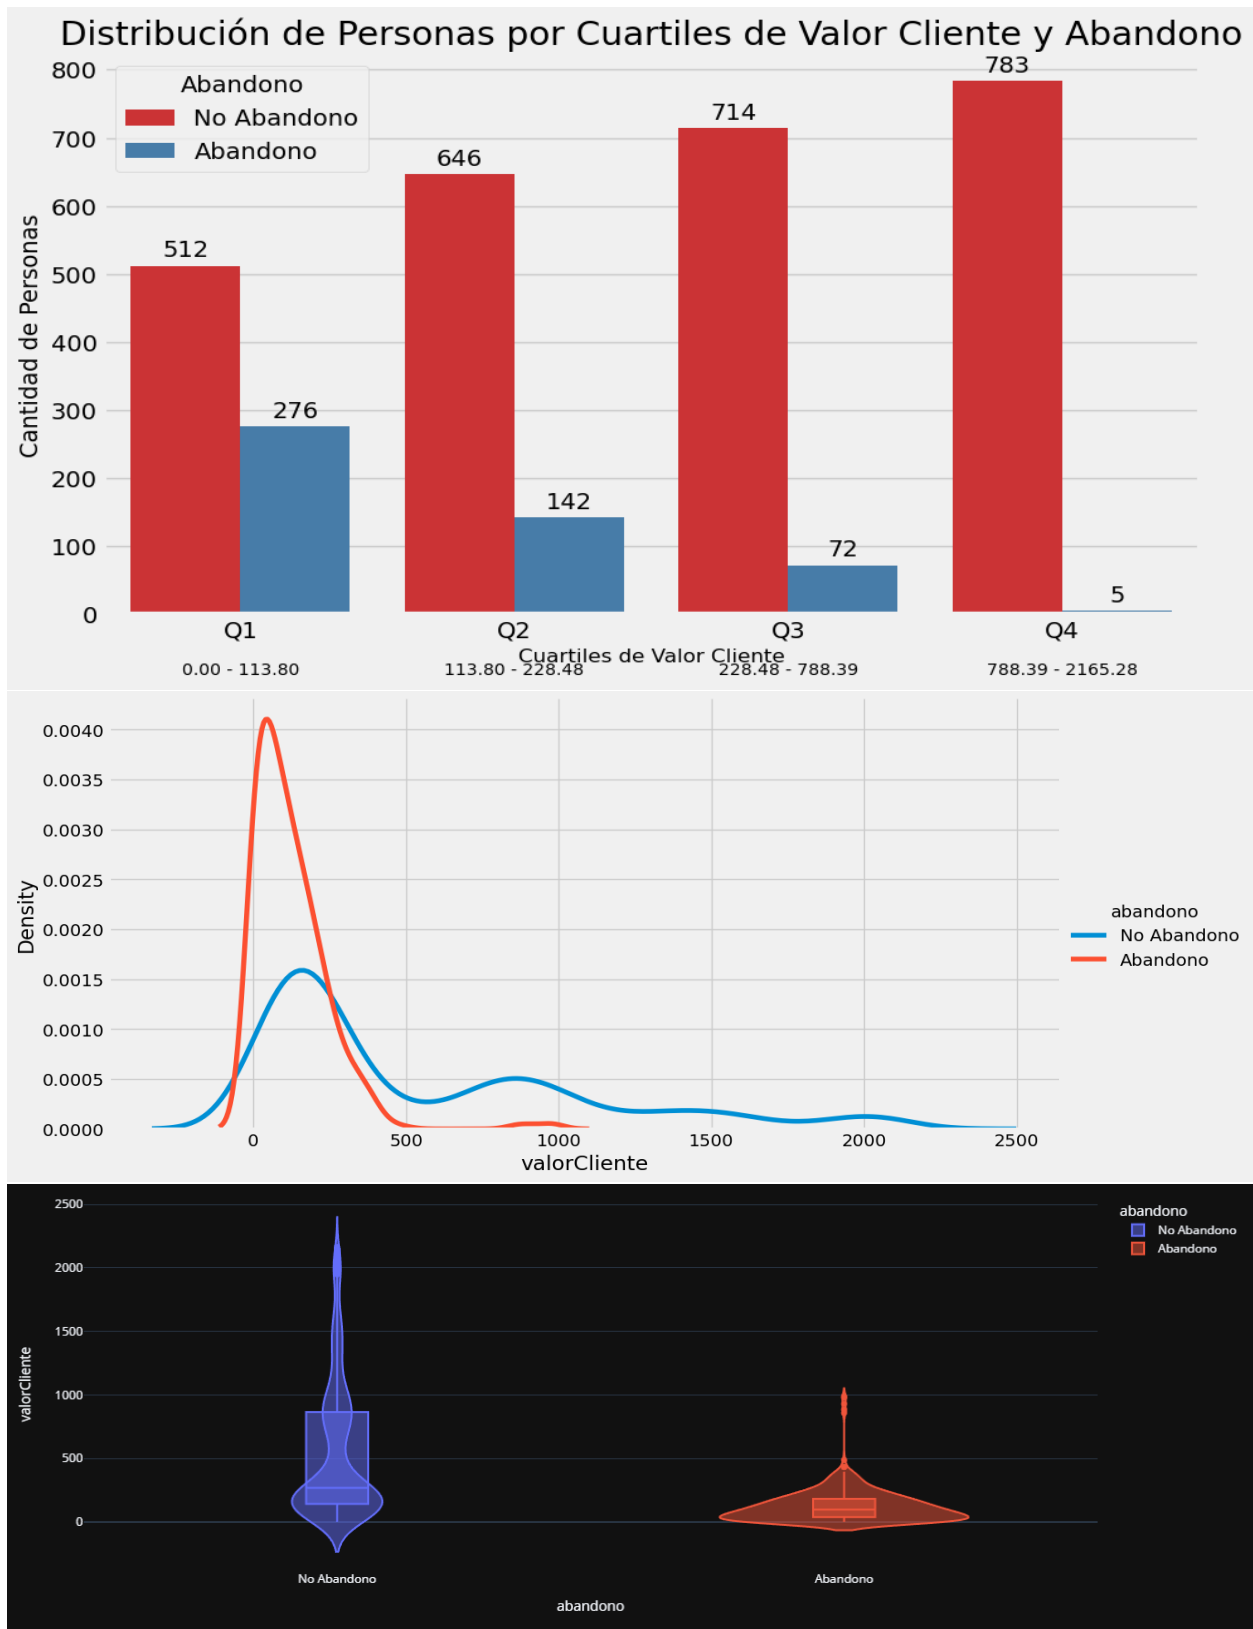 Distribución de Personas por Cuartiles de Valor Cliente y Abandono
800
700
600
500
400
300
200
100
0
Cantidad de Personas
Abandono
No Abandono
Abandono
512
276
646
142
714
72
783
5
Q1
Q2
Q3
Q4
Cuartiles de Valor Cliente
0.00 - 113.80
113.80 - 228.48
228.48 - 788.39
788.39 - 2165.28
0.0040
0.0035
0.0030
0.0025
0.0020
0.0015
0.0010
0.0005
0.0000
Density
0
500
1000
1500
2000
2500
valorCliente
abandono
No Abandono
Abandono
2500
2000
1500
1000
500
0
valorCliente
No Abandono
Abandono
abandono
abandono
No Abandono
Abandono